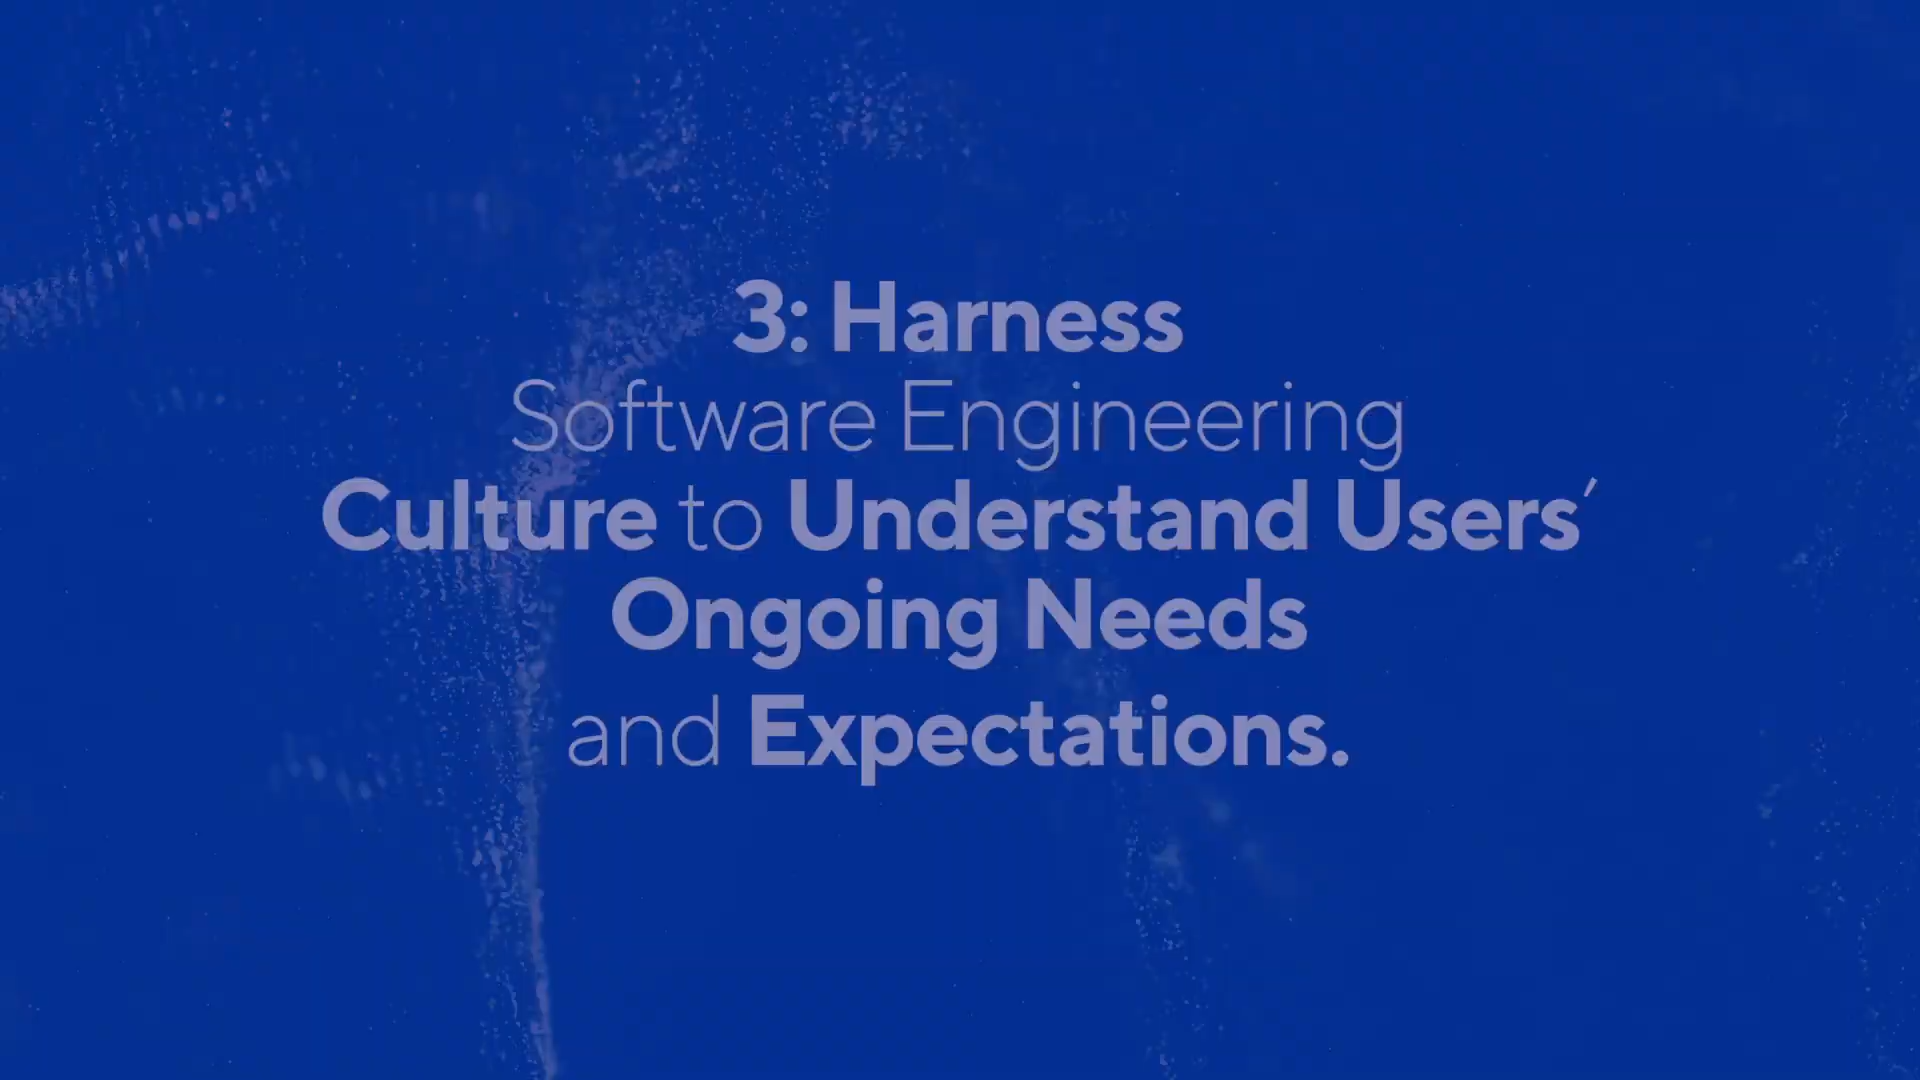 3: Harness
Software Engineering
Culture to Understand Users’
Ongoing Needs
and Expectations.